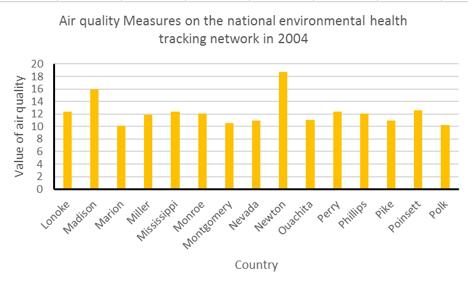 Air quality Measures on the national environmental health
tracking network in 2004
Value of air quality
20
18
16
14
12
10
8
6
4
2
0
Lonoke
Madison
Marion
Miller
Mississippi
Monroe
Montgomery
Nevada
Newton
Ouachita
Perry
Phillips
Pike
Poinsett
Polk
Country